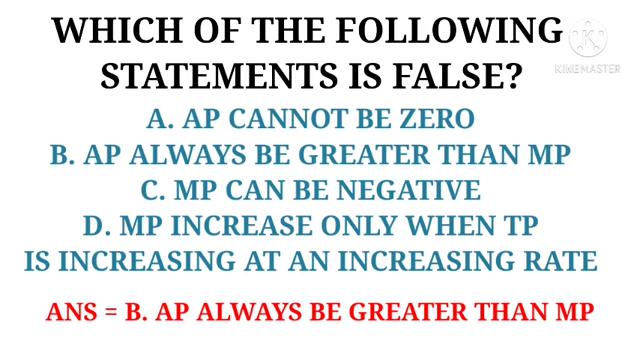 WHICH OF THE FOLLOWING
STATEMENTS IS FALSE?
A. AP CANNOT BE ZERO
B. AP ALWAYS BE GREATER THAN MP
C. MP CAN BE NEGATIVE
D. MP INCREASE ONLY WHEN TP
IS INCREASING AT AN INCREASING RATE
ANS = B. AP ALWAYS BE GREATER THAN MP
K
KINEMASTER